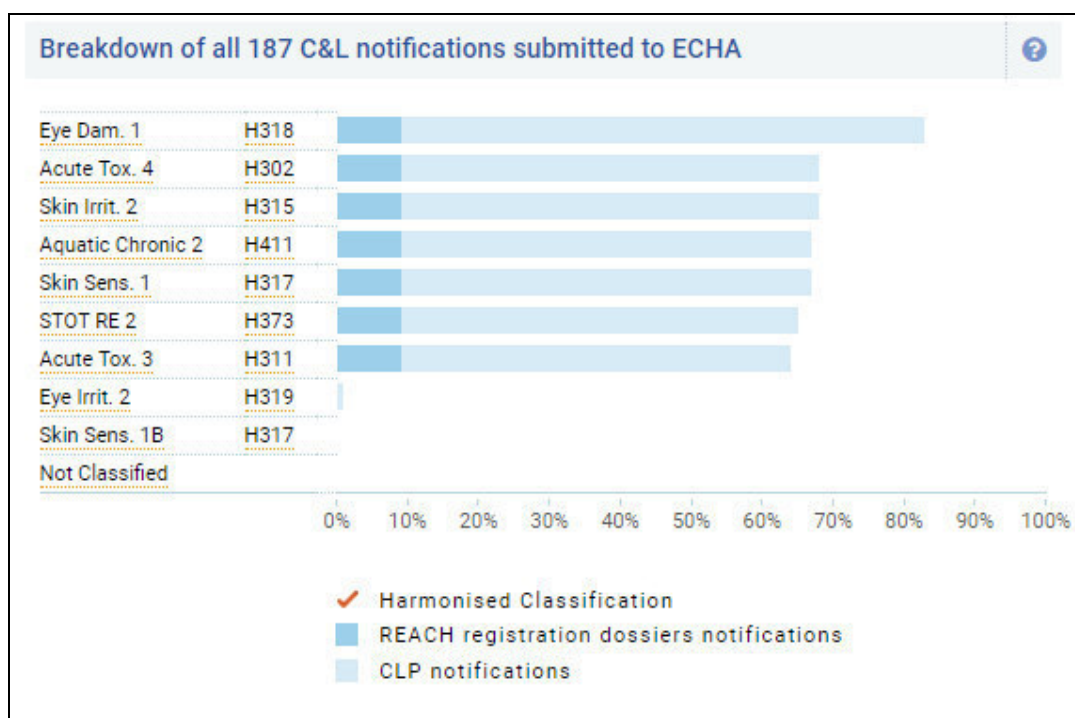 Breakdown of all 187 C&L notifications submitted to ECHA
?
Eye Dam. 1 H318
Acute Tox. 4 H302
Skin Irrit. 2 H315
Aquatic Chronic 2 H411
Skin Sens. 1 H317
STOT RE 2 H373
Acute Tox. 3 H311
Eye Irrit. 2 H319
Skin Sens. 1B H317
Not Classified
0% 10% 20% 30% 40% 50% 60% 70% 80% 90% 100%
Harmonised Classification
REACH registration dossiers notifications
CLP notifications